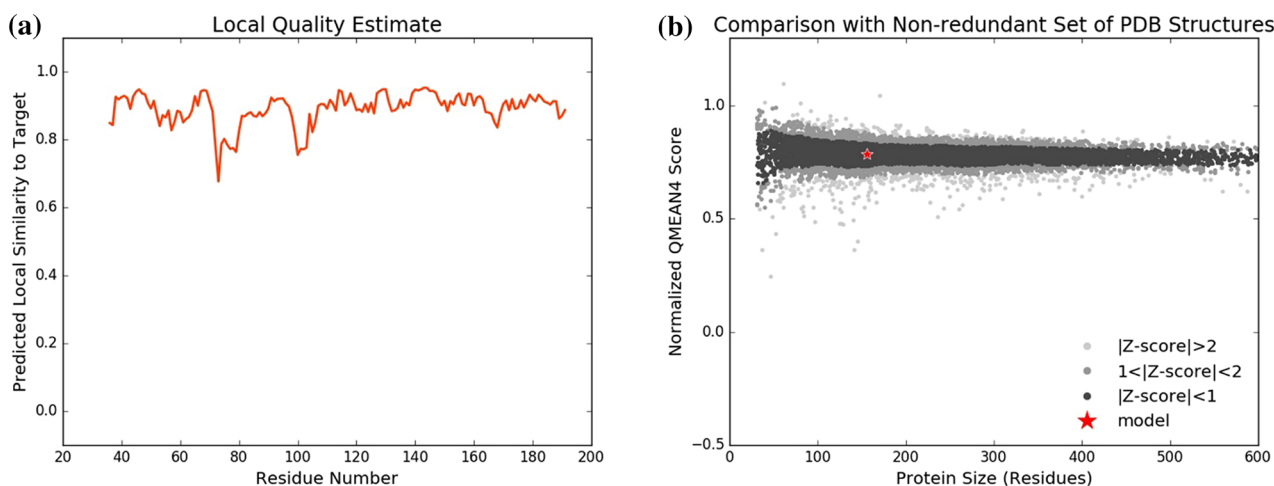 (a)
Local Quality Estimate
Predicted Local Similarity to Target
1.0
0.8
0.6
0.4
0.2
0.0
20 40 60 80 100 120 140 160 180 200
Residue Number
(b)
Comparison with Non-redundant Set of PDB Structures
Normalized QMEAN4 Score
1.0
0.5
0.0
−0.5
|Z-score|>2
1<|Z-score|<2
|Z-score|<1
model
0 100 200 300 400 500 600
Protein Size (Residues)